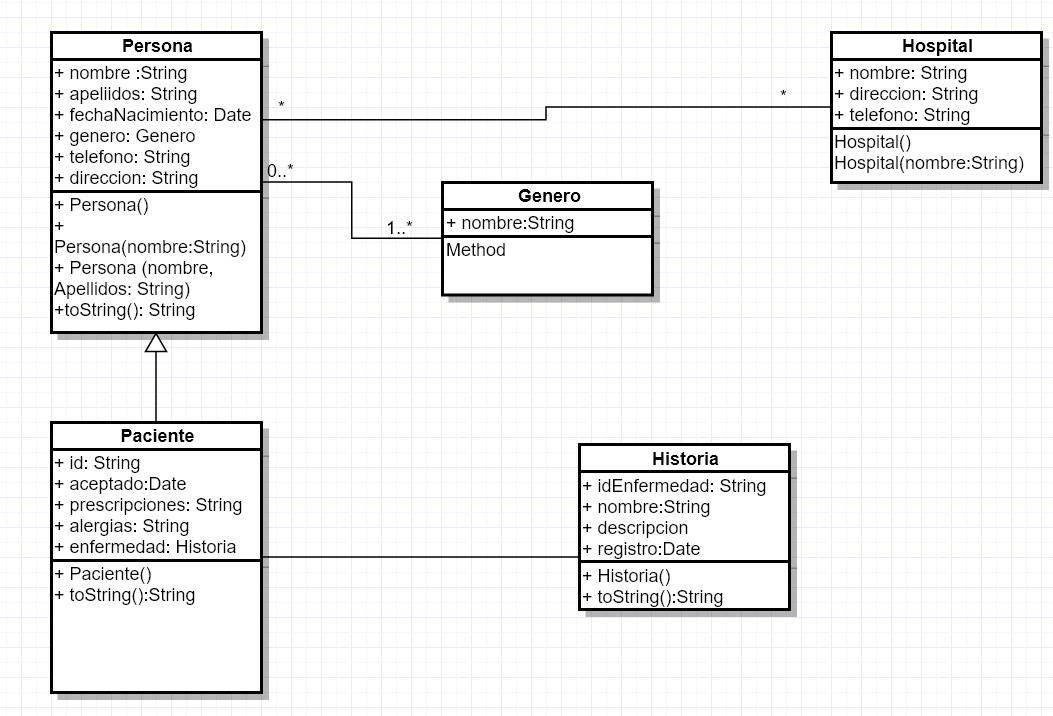 Persona
+ nombre :String
+ apeliidos: String
+ fechaNacimiento: Date
+ genero: Genero
+ telefono: String
+ direccion: String
+ Persona()
+
Persona(nombre:String)
+ Persona (nombre,
Apellidos: String)
+toString(): String
*
*
Hospital
+ nombre: String
+ direccion: String
+ telefono: String
Hospital()
Hospital(nombre:String)
0..*
1..*
Genero
+ nombre:String
Method
Paciente
+ id: String
+ aceptado:Date
+ prescripciones: String
+ alergias: String
+ enfermedad: Historia
+ Paciente()
+ toString():String
Historia
+ idEnfermedad: String
+ nombre:String
+ descripcion
+ registro:Date
+ Historia()
+ toString():String